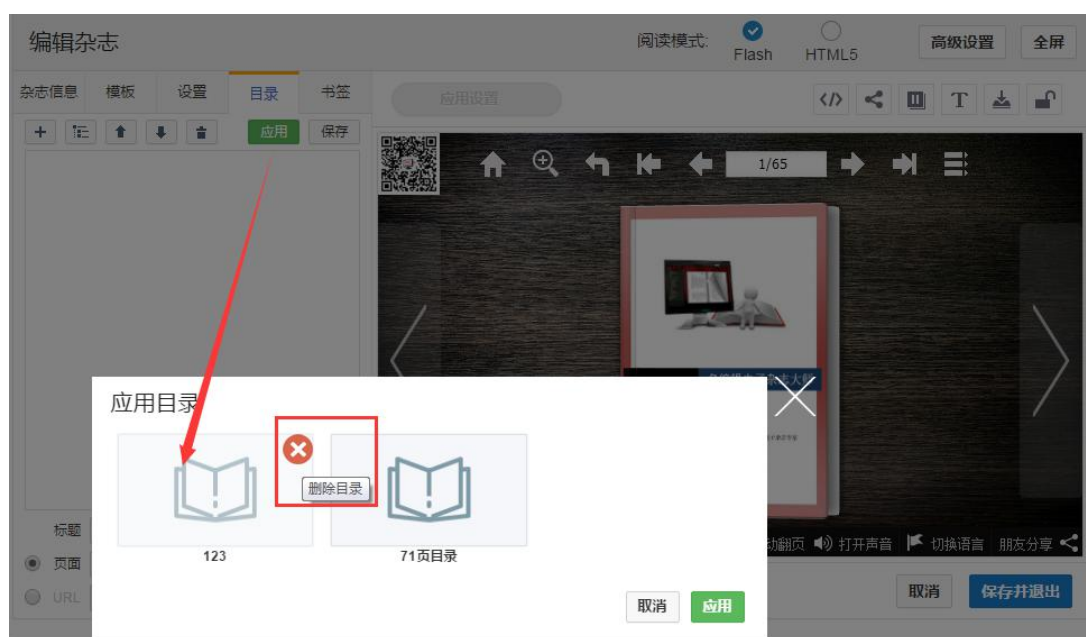 编辑杂志
阅读模式:
Flash
HTML5
高级设置
全屏
杂志信息
模板
设置
目录
书签
应用设置
应用
保存
1/65
应用目录
删除目录
123
71页目录
标题
页面
URL
动翻页
打开声音
切换语言
朋友分享
取消
应用
取消
保存并退出